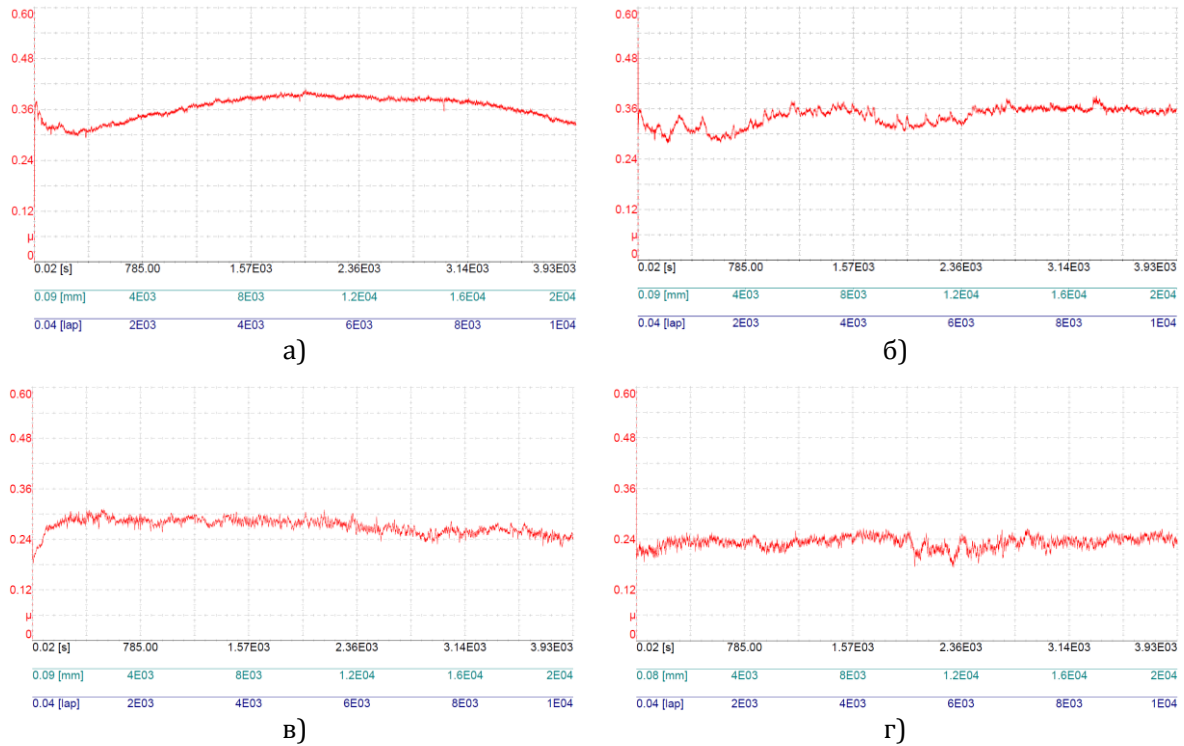 0.60
0.48
0.36
0.24
0.12
μ
0
0.02 [s] 785.00 1.57E03 2.36E03 3.14E03 3.93E03
0.09 [mm] 4E03 8E03 1.2E04 1.6E04 2E04
0.04 [lap] 2E03 4E03 6E03 8E03 1E04
а)
0.60
0.48
0.36
0.24
0.12
μ
0
0.02 [s] 785.00 1.57E03 2.36E03 3.14E03 3.93E03
0.09 [mm] 4E03 8E03 1.2E04 1.6E04 2E04
0.04 [lap] 2E03 4E03 6E03 8E03 1E04
б)
0.60
0.48
0.36
0.24
0.12
μ
0
0.02 [s] 785.00 1.57E03 2.36E03 3.14E03 3.93E03
0.09 [mm] 4E03 8E03 1.2E04 1.6E04 2E04
0.04 [lap] 2E03 4E03 6E03 8E03 1E04
в)
0.60
0.48
0.36
0.24
0.12
μ
0
0.02 [s] 785.00 1.57E03 2.36E03 3.14E03 3.93E03
0.08 [mm] 4E03 8E03 1.2E04 1.6E04 2E04
0.04 [lap] 2E03 4E03 6E03 8E03 1E04
г)